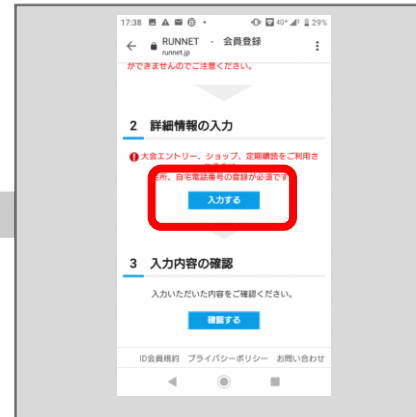 17:38
4G+
29%
RUNNET - 会員登録
runnet.jp
ができませんのでご注意ください。
2 詳細情報の入力
大会エントリー、ショップ、定期購読をご利用さ
所、自宅電話番号の登録が必須です
入力する
3 入力内容の確認
入力いただいた内容をご確認ください。
確認する
ID会員規約 プライバシーポリシー お問い合わせ